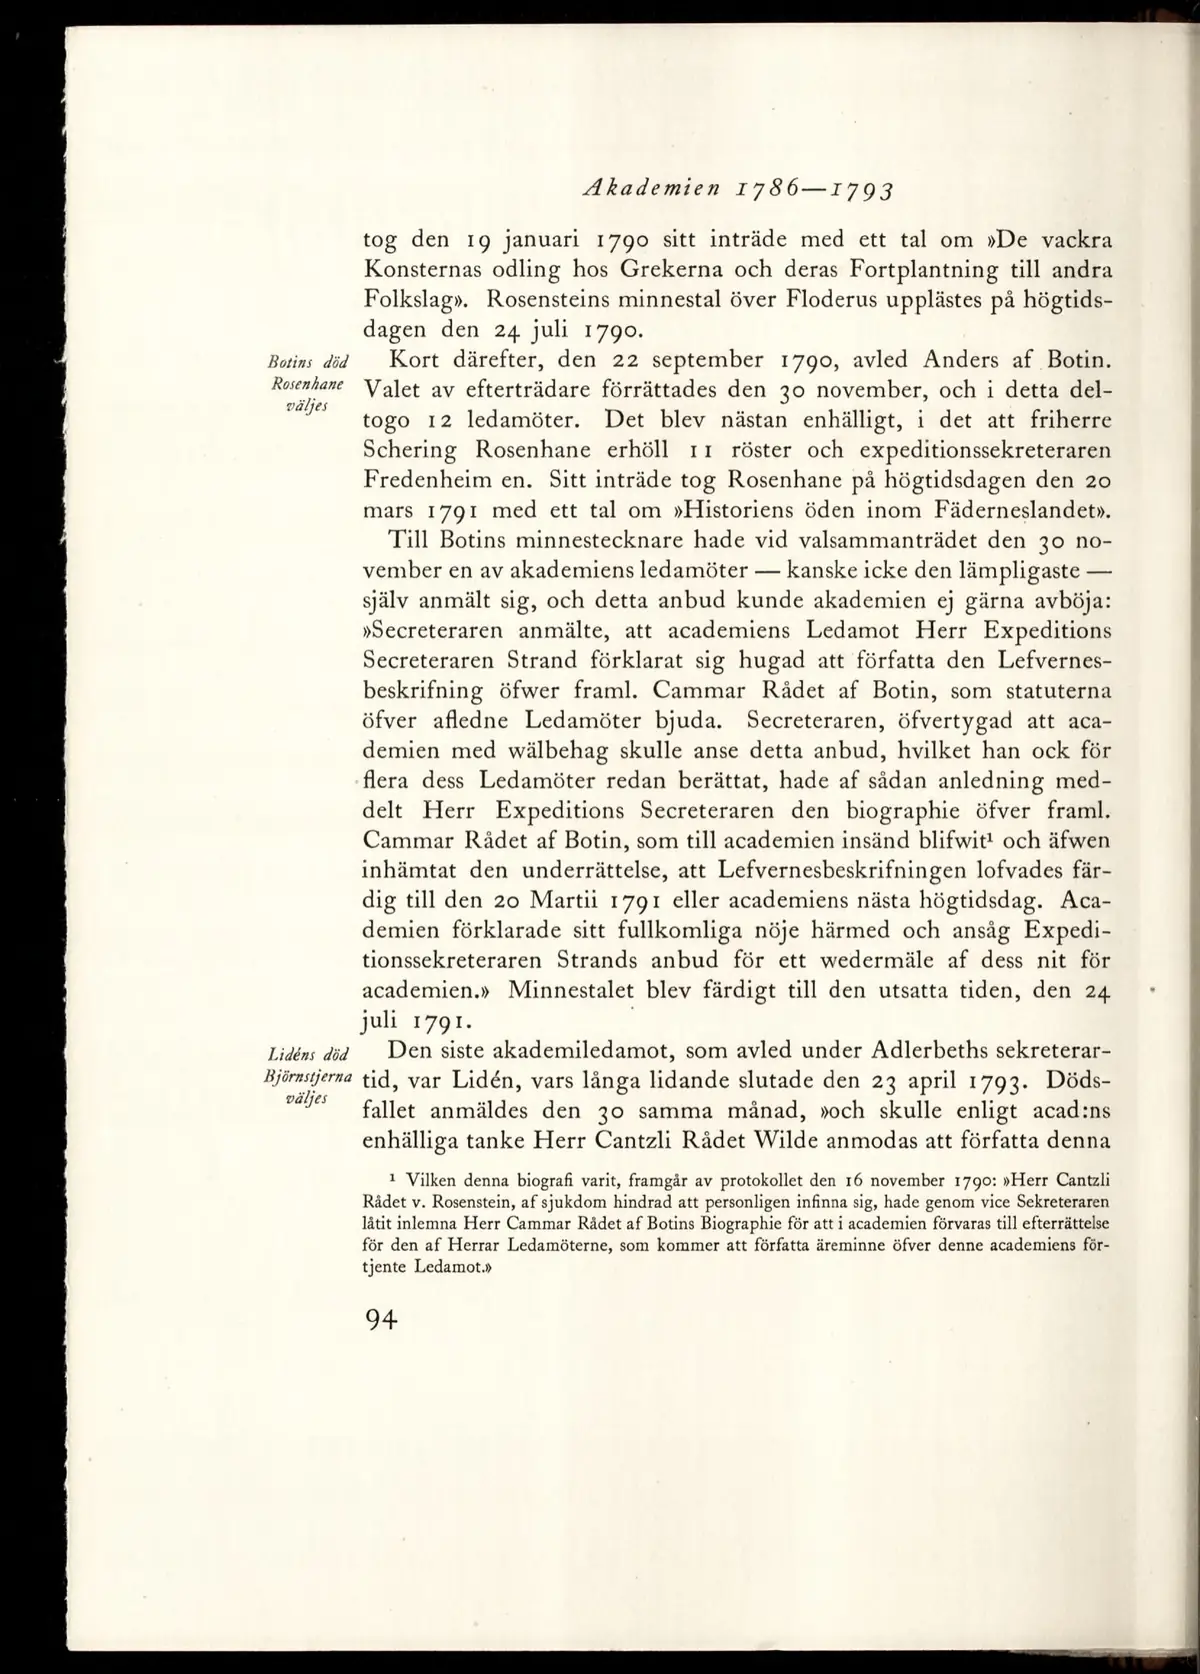 Akademien 1786—1793
tog den 19 januari 1790 sitt inträde med ett tal om »De vackra
Konsternas odling hos Grekerna och deras Fortplantning till andra
Folkslag». Rosensteins minnestal över Floderus upplästes på högtids-
dagen den 24 juli 1790.
Botins död
Rosenhane
väljes
Kort därefter, den 22 september 1790, avled Anders af Botin.
Valet av efterträdare förrättades den 30 november, och i detta del-
togo 12 ledamöter. Det blev nästan enhälligt, i det att friherre
Schering Rosenhane erhöll 11 röster och expeditionssekreteraren
Fredenheim en. Sitt inträde tog Rosenhane på högtidsdagen den 20
mars 1791 med ett tal om »Historiens öden inom Fäderneslandet».
Till Botins minnestecknare hade vid valsammanträdet den 30 no-
vember en av akademiens ledamöter — kanske icke den lämpligaste —
själv anmält sig, och detta anbud kunde akademien ej gärna avböja:
»Secreteraren anmälte, att academiens Ledamot Herr Expeditions
Secreteraren Strand förklarat sig hugad att författa den Lefvernes-
beskrifning öfwer framl. Cammar Rådet af Botin, som statuterna
öfver afledne Ledamöter bjuda. Secreteraren, öfvertygad att aca-
demien med wälbehag skulle anse detta anbud, hvilket han ock för
flera dess Ledamöter redan berättat, hade af sådan anledning med-
delt Herr Expeditions Secreteraren den biographie öfver framl.
Cammar Rådet af Botin, som till academien insänd blifwit¹ och äfwen
inhämtat den underrättelse, att Lefvernesbeskrifningen lofvades fär-
dig till den 20 Martii 1791 eller academiens nästa högtidsdag. Aca-
demien förklarade sitt fullkomliga nöje härmed och ansåg Expedi-
tionssekreteraren Strands anbud för ett wedermäle af dess nit för
academien.» Minnestalet blev färdigt till den utsatta tiden, den 24
juli 1791.
Lidéns död
Björnstjerna
väljes
Den siste akademiledamot, som avled under Adlerbeths sekreterar-
tid, var Lidén, vars långa lidande slutade den 23 april 1793. Döds-
fallet anmäldes den 30 samma månad, »och skulle enligt acad:ns
enhälliga tanke Herr Cantzli Rådet Wilde anmodas att författa denna
¹ Vilken denna biografi varit, framgår av protokollet den 16 november 1790: »Herr Cantzli
Rådet v. Rosenstein, af sjukdom hindrad att personligen infinna sig, hade genom vice Sekreteraren
låtit inlemna Herr Cammar Rådet af Botins Biographie för att i academien förvaras till efterrättelse
för den af Herrar Ledamöterne, som kommer att författa äreminne öfver denne academiens för-
tjente Ledamot.»
94